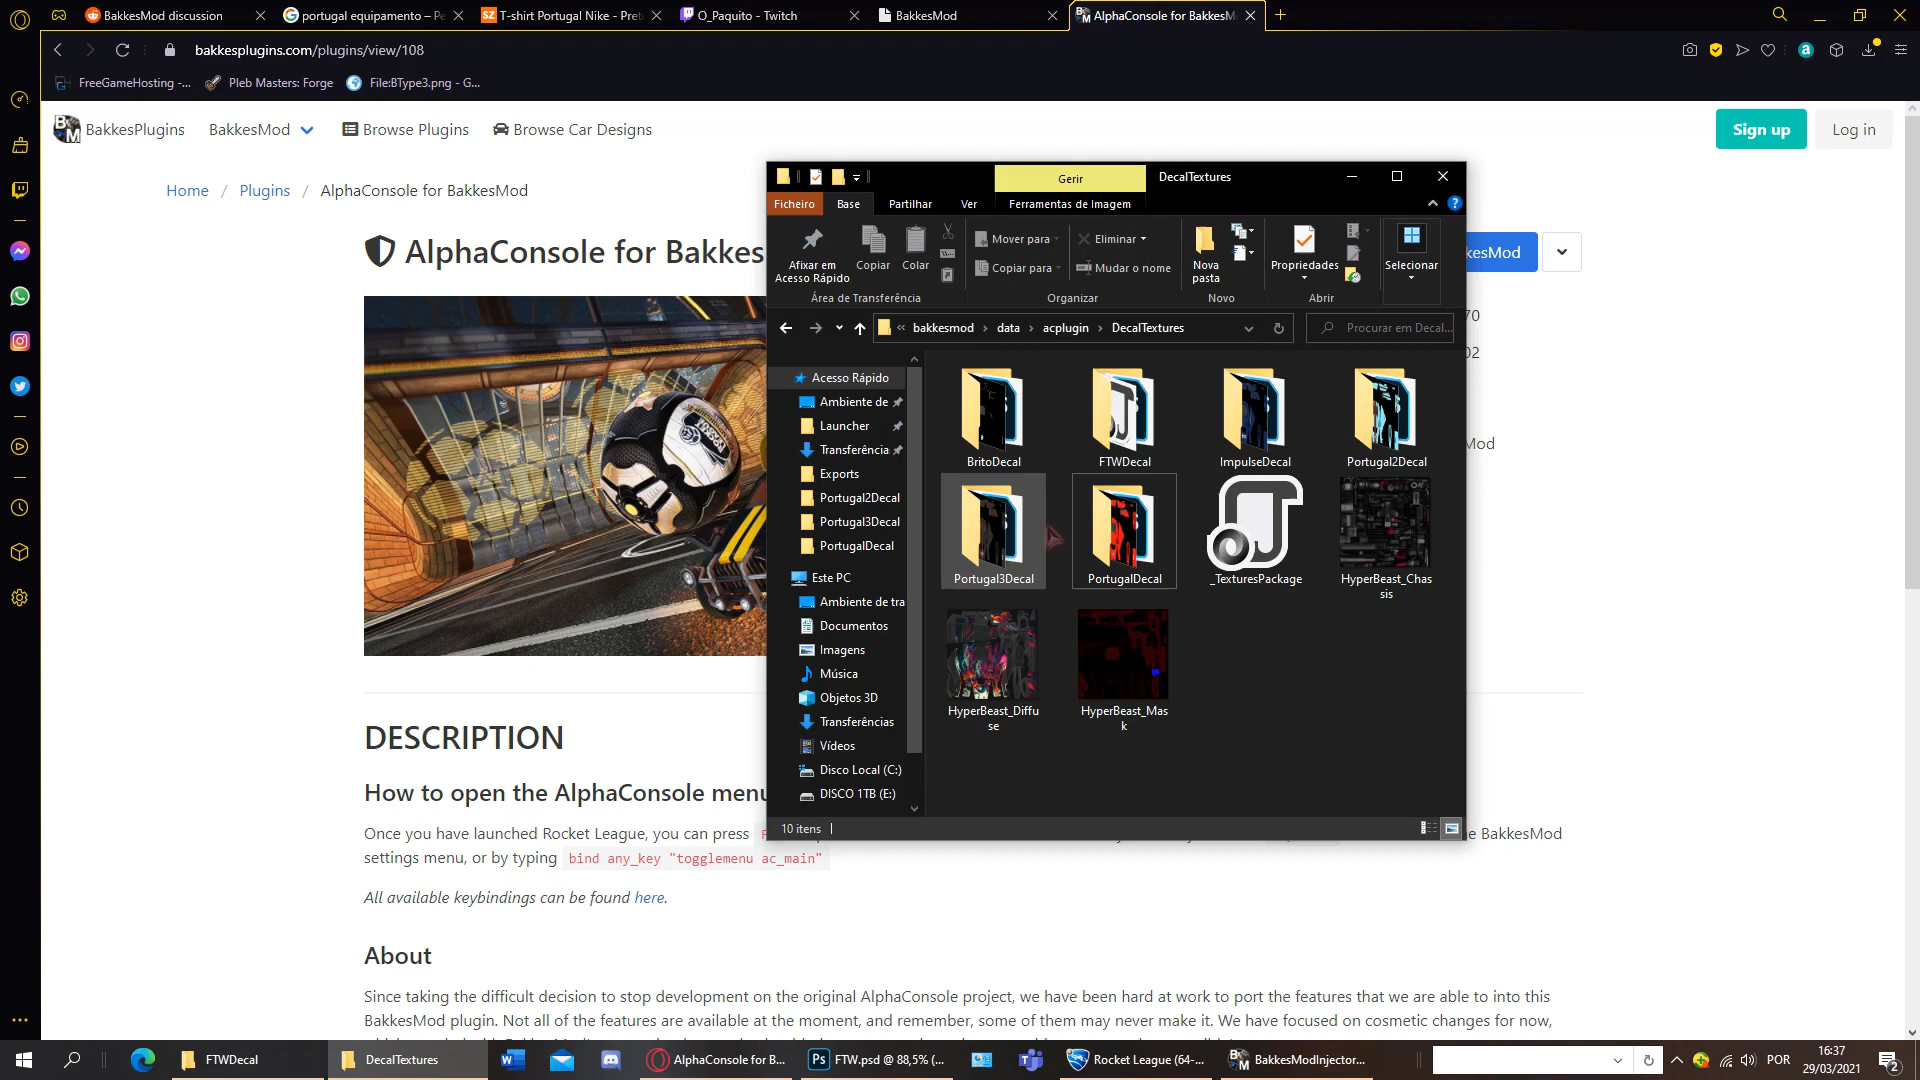 BakkesMod discussion
portugal equipamento – Pe
SZ T-shirt Portugal Nike - Pret
O_Paquito - Twitch
BakkesMod
AlphaConsole for BakkesM
bakkesplugins.com/plugins/view/108
FreeGameHosting -...
Pleb Masters: Forge
File:BType3.png - G...
BakkesPlugins
BakkesMod
Browse Plugins
Browse Car Designs
Sign up
Log in
Home / Plugins / AlphaConsole for BakkesMod
AlphaConsole for Bakkes
kesMod
70
02
Mod
Gerir
DecalTextures
Ficheiro
Base
Partilhar
Ver
Ferramentas de Imagem
Afixar em
Acesso Rápido
Copiar
Colar
Mover para
Copiar para
Eliminar
Mudar o nome
Nova
pasta
Propriedades
Selecionar
Área de Transferência
Organizar
Novo
Abrir
« bakkesmod › data › acplugin › DecalTextures
Procurar em Decal...
Acesso Rápido
Ambiente de
Launcher
Transferência
Exports
Portugal2Decal
Portugal3Decal
PortugalDecal
Este PC
Ambiente de tra
Documentos
Imagens
Música
Objetos 3D
Transferências
Vídeos
Disco Local (C:)
DISCO 1TB (E:)
BritoDecal
FTWDecal
ImpulseDecal
Portugal2Decal
Portugal3Decal
PortugalDecal
_TexturesPackage
HyperBeast_Chas
sis
HyperBeast_Diffu
se
HyperBeast_Mas
k
10 itens
DESCRIPTION
How to open the AlphaConsole menu
Once you have launched Rocket League, you can press
e BakkesMod
settings menu, or by typing bind any_key "togglemenu ac_main"
All available keybindings can be found here.
About
Since taking the difficult decision to stop development on the original AlphaConsole project, we have been hard at work to port the features that we are able to into this
BakkesMod plugin. Not all of the features are available at the moment, and remember, some of them may never make it. We have focused on cosmetic changes for now,
FTWDecal
DecalTextures
AlphaConsole for B...
FTW.psd @ 88,5% (...
Rocket League (64-...
BakkesModInjector...
POR
16:37
29/03/2021
2